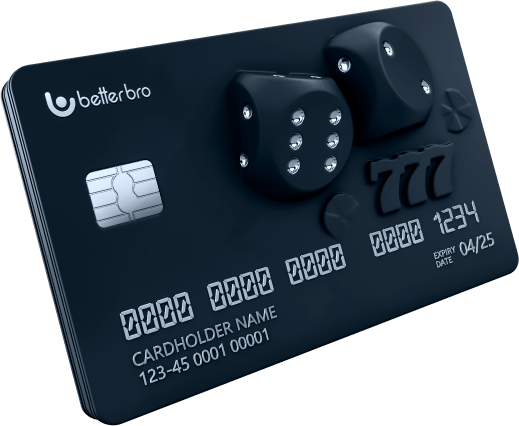 betterbro
777
0000 0000 0000 0000 1234
EXPIRY
DATE 04/25
CARDHOLDER NAME
123-45 0001 00001